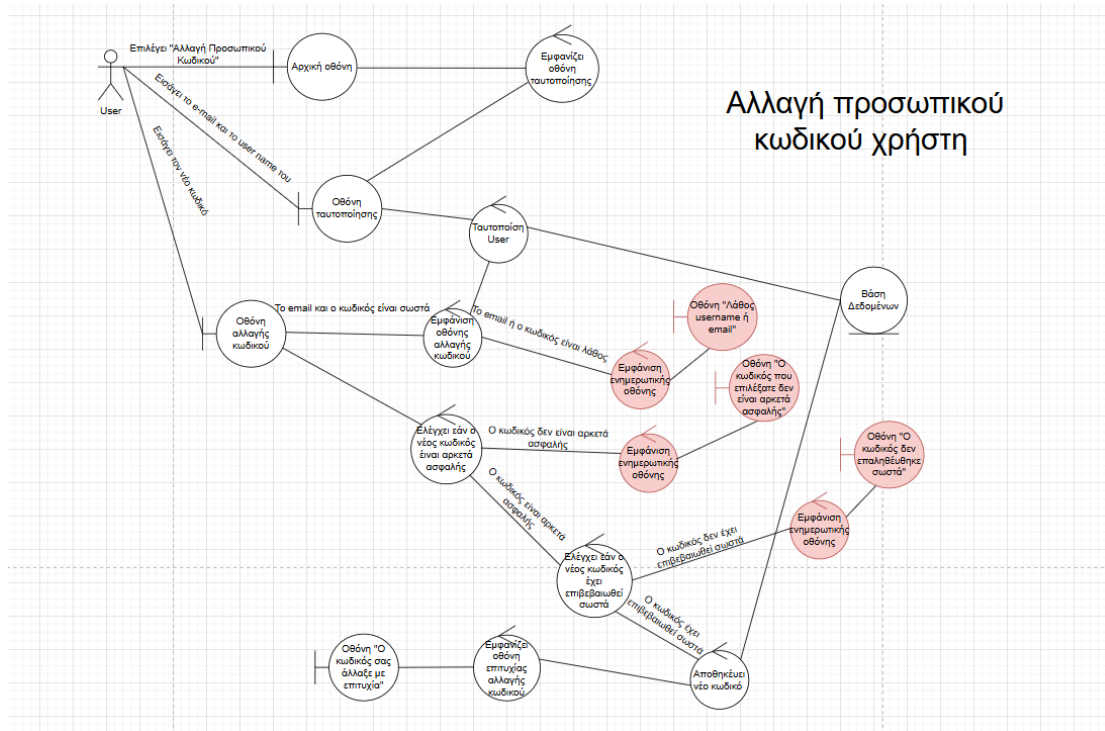 Επιλέγει "Αλλαγή Προσωπικού
Κωδικού"
Αρχική οθόνη
Εμφανίζει
οθόνη
ταυτοποίησης
User
Αλλαγή προσωπικού
κωδικού χρήστη
Εισάγει το e-mail και το user name του
Εισάγει τον νέο κωδικό
Οθόνη
ταυτοποίησης
Ταυτοποίση
User
Βάση
Δεδομένων
Το email και ο κωδικός είναι σωστά
Οθόνη
αλλαγής
κωδικού
Εμφάνιση
οθόνης
αλλαγής
κωδικού
Το email ή ο κωδικός είναι λάθος
Οθόνη "Λάθος
username ή
email"
Εμφάνιση
ενημερωτικής
οθόνης
Οθόνη "Ο
κωδικός που
επιλέξατε δεν
είναι αρκετά
ασφαλής"
Ελέγχει εάν ο
νέος κωδικός
έιναι αρκετά
ασφαλής
Ο κωδικός δεν είναι αρκετά
ασφαλής
Εμφάνιση
ενημερωτικής
οθόνης
Οθόνη "Ο
κωδικός δεν
επαληθέυθηκε
σωστά"
Ο κωδικός είναι αρκετά
ασφαλής
Εμφάνιση
ενημερωτικής
οθόνης
Ο κωδικός δεν έχει
επιβεβαιωθεί σωστά
Ελέγχει έάν ο
νέος κωδικός
έχει
επιβεβαιωθεί
σωστά
Ο κωδικός έχει
επιβεβαιωθεί σωστά
Οθόνη "Ο
κωδικός σας
άλλαξε με
επιτυχία"
Εμφανίζει
οθόνη
επιτυχίας
αλλαγής
κωδικού
Αποθηκέυει
νέο κωδικό